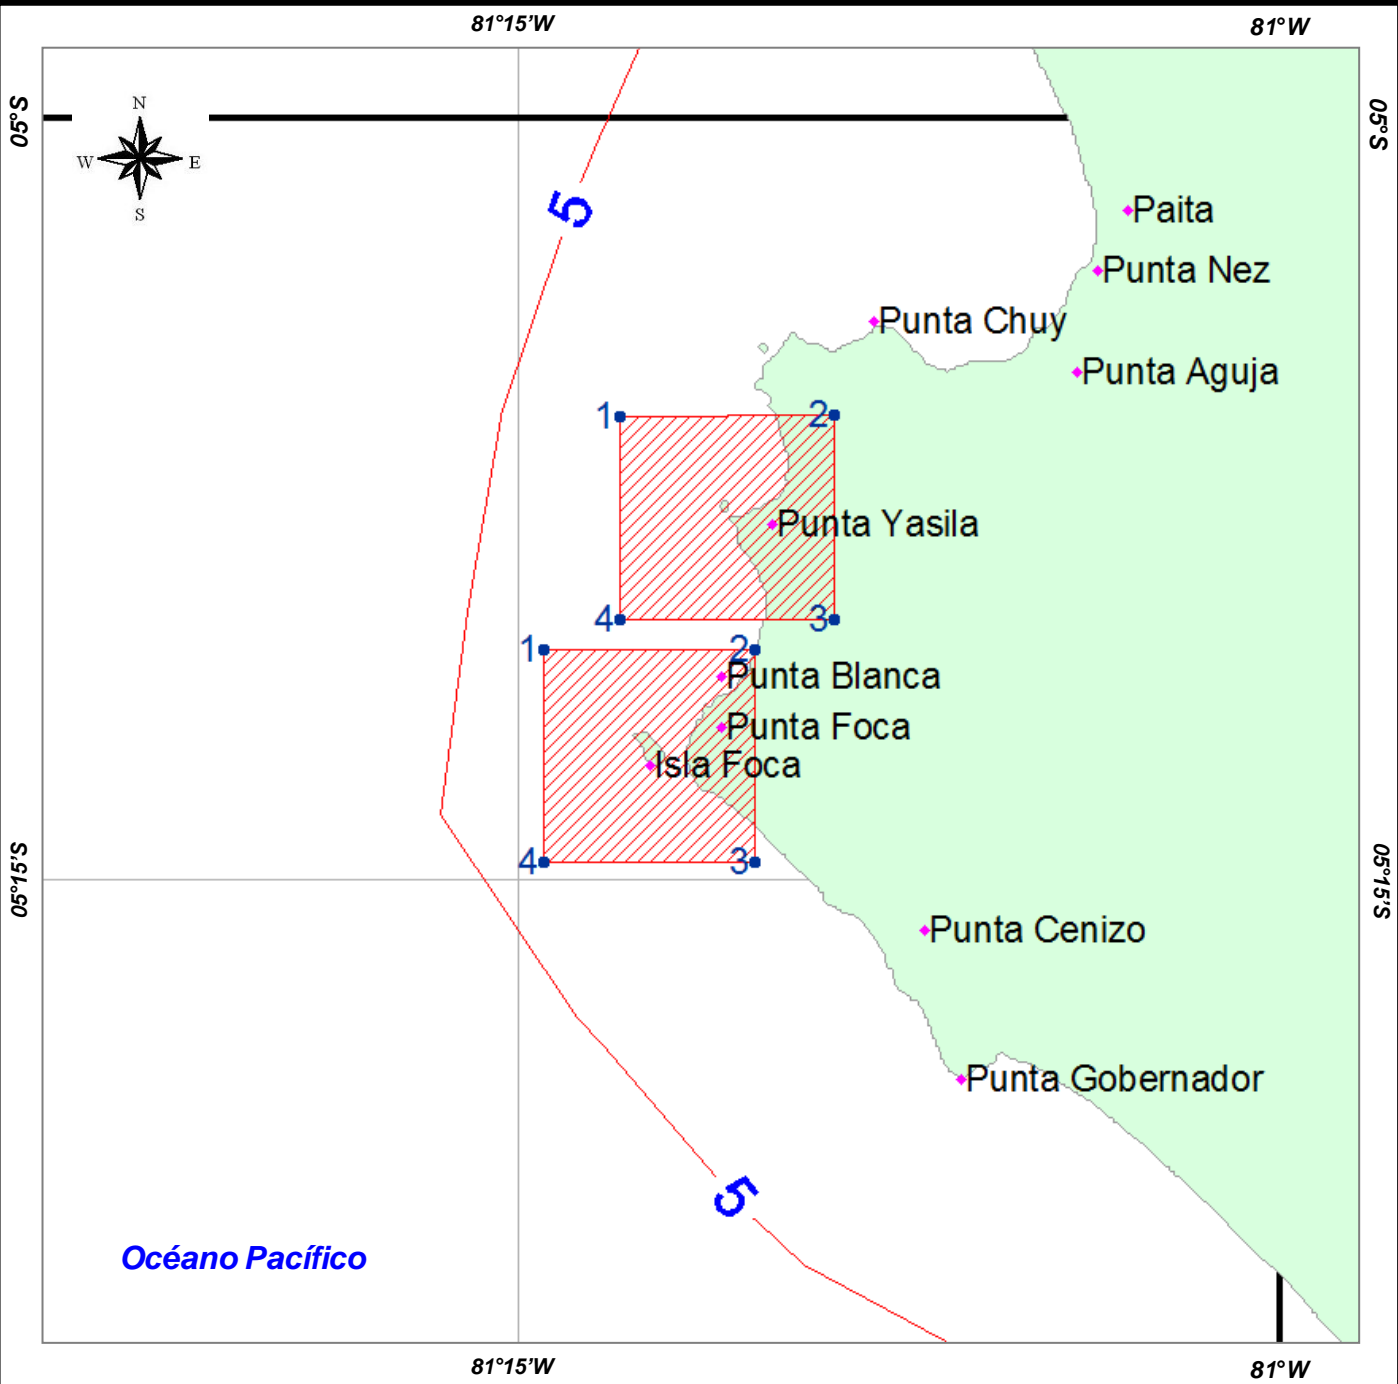 81°15'W
81°W
05°S
05°S
N
W
E
S
5
Paita
Punta Nez
Punta Chuy
Punta Aguja
1
2
Punta Yasila
4
3
1
2
Punta Blanca
Punta Foca
Isla Foca
4
3
05°15'S
05°15'S
Punta Cenizo
Punta Gobernador
5
Océano Pacífico
81°15'W
81°W